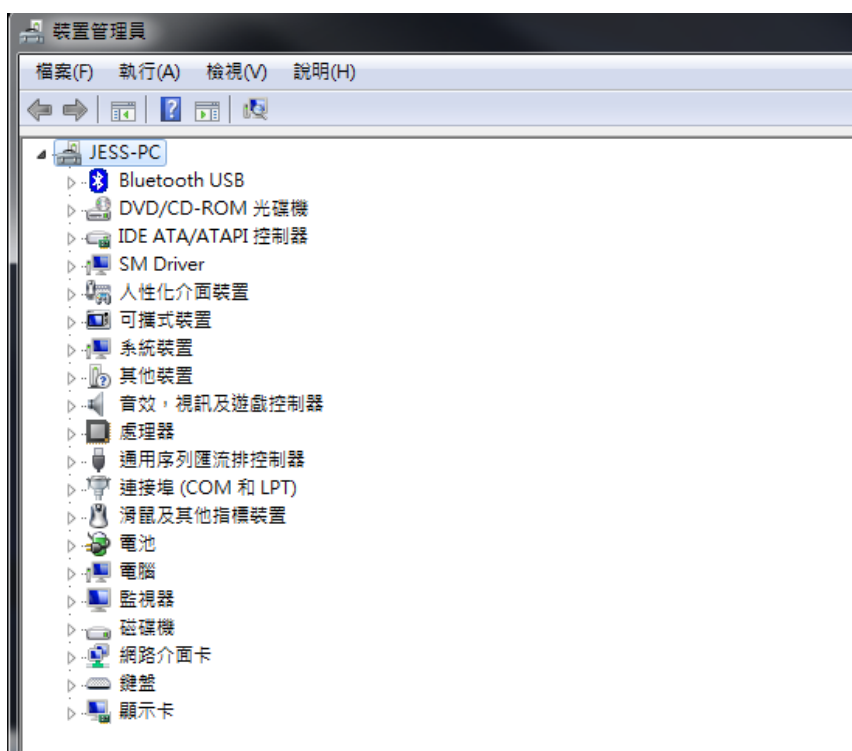 裝置管理員
檔案(F) 執行(A) 檢視(V) 說明(H)
JESS-PC
Bluetooth USB
DVD/CD-ROM 光碟機
IDE ATA/ATAPI 控制器
SM Driver
人性化介面裝置
可攜式裝置
系統裝置
其他裝置
音效，視訊及遊戲控制器
處理器
通用序列匯流排控制器
連接埠 (COM 和 LPT)
滑鼠及其他指標裝置
電池
電腦
監視器
磁碟機
網路介面卡
鍵盤
顯示卡